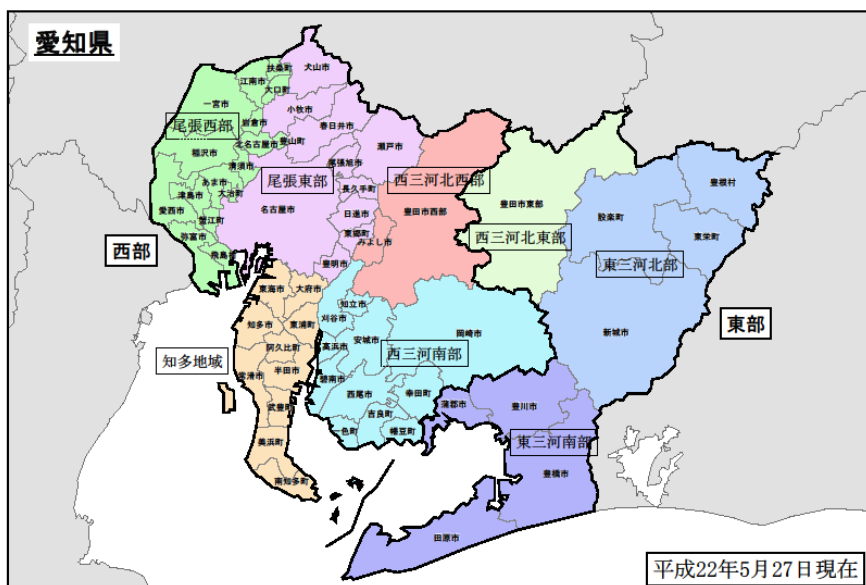 愛知県
扶桑町
犬山市
江南市
大口町
一宮市
小牧市
岩倉市
尾張西部
春日井市
北名古屋市
豊山町
瀬戸市
稲沢市
清須市
尾張旭市
尾張東部
西三河北西部
あま市
長久手町
津島市
大治町
豊田市西部
豊田市東部
設楽町
豊根村
愛西市
名古屋市
蟹江町
日進市
東郷町
みよし市
西三河北東部
東栄町
弥富市
西部
飛島村
豊明市
東三河北部
東海市
大府市
知立市
知多市
東浦町
刈谷市
安城市
岡崎市
新城市
東部
高浜市
阿久比町
知多地域
西三河南部
常滑市
半田市
碧南市
西尾市
幸田町
武豊町
吉良町
蒲郡市
豊川市
一色町
幡豆町
美浜町
東三河南部
豊橋市
南知多町
田原市
平成22年5月27日現在